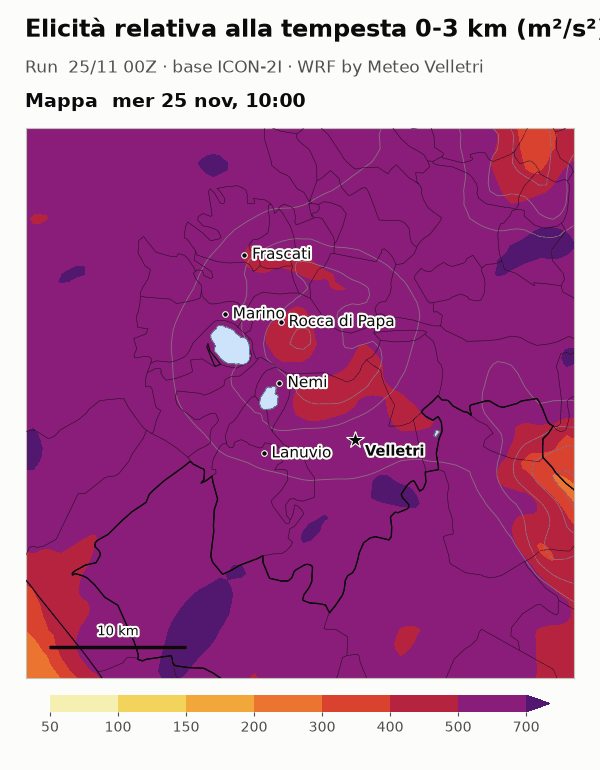 Elicità relativa alla tempesta 0-3 km (m²/s²)
Run 25/11 00Z · base ICON-2I · WRF by Meteo Velletri
Mappa mer 25 nov, 10:00
Frascati
Marino
Rocca di Papa
Nemi
Lanuvio
Velletri
10 km
50 100 150 200 300 400 500 700